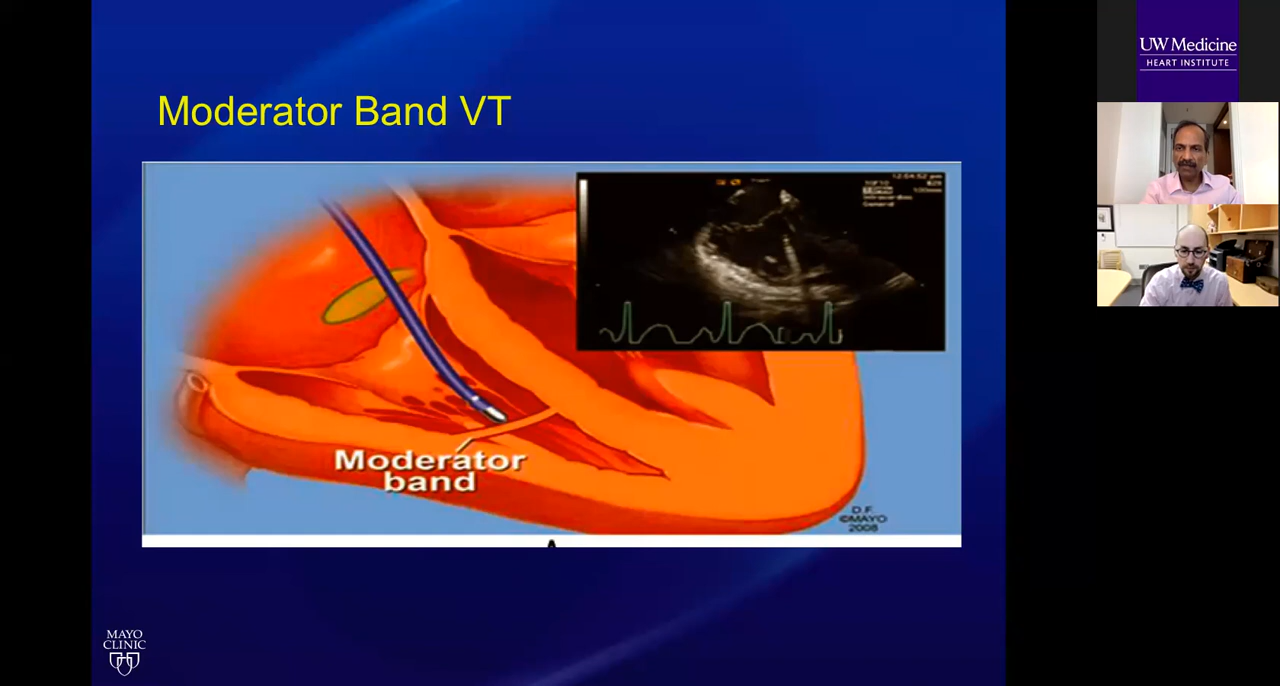 Moderator Band VT
Moderator
band
D.F.
©MAYO
2008
MAYO
CLINIC
UW Medicine
HEART INSTITUTE